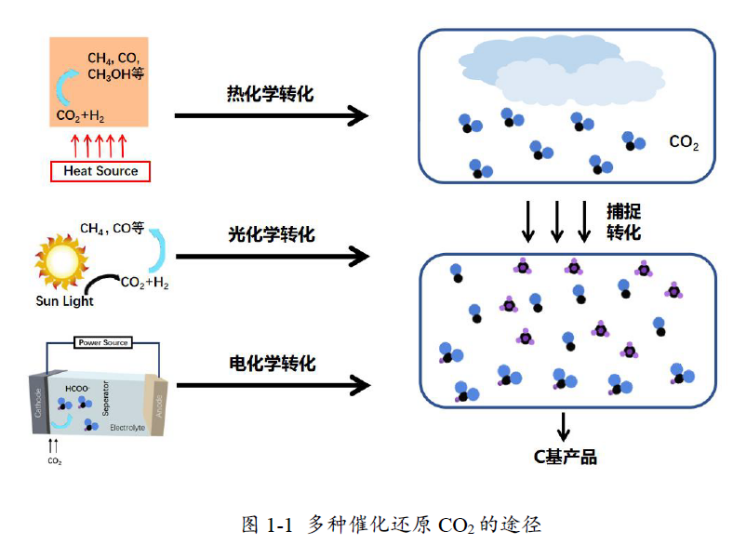 CH₄, CO,
CH₃OH等
CO₂+H₂
Heat Source
热化学转化
CO₂
捕捉
转化
CH₄, CO等
CO₂+H₂
Sun Light
光化学转化
Power Source
Cathode
HCOO⁻
Seperator
Electrolyte
Anode
CO₂
电化学转化
C基产品
图 1-1 多种催化还原 CO₂ 的途径